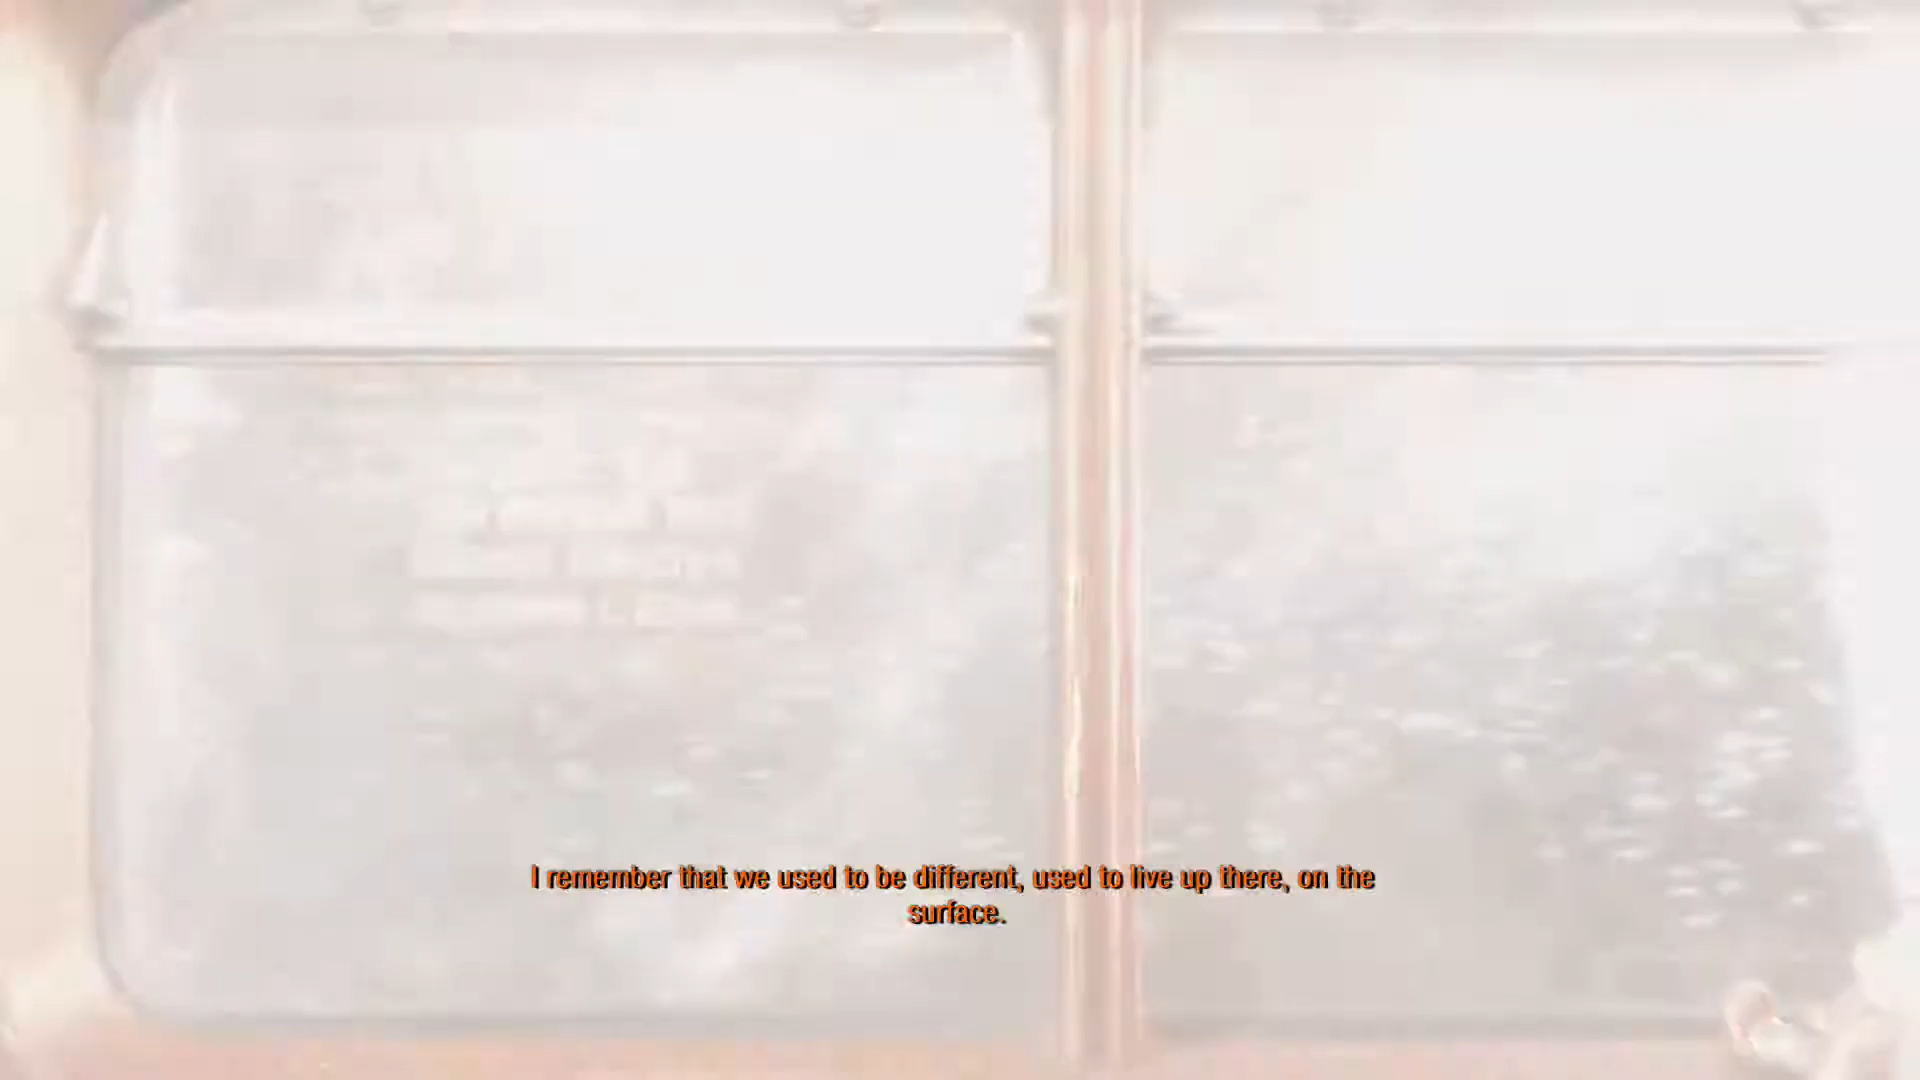 I remember that we used to be different, used to live up there, on the
surface.